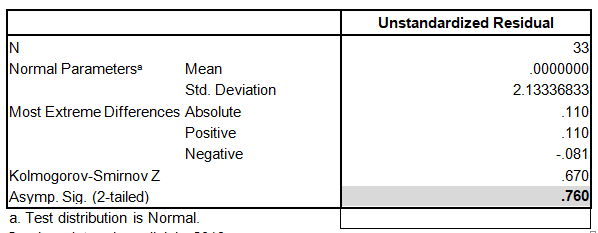 Unstandardized Residual
N 33
Normal Parametersᵃ Mean .0000000
Std. Deviation 2.13336833
Most Extreme Differences Absolute .110
Positive .110
Negative -.081
Kolmogorov-Smirnov Z .670
Asymp. Sig. (2-tailed) .760
a. Test distribution is Normal.